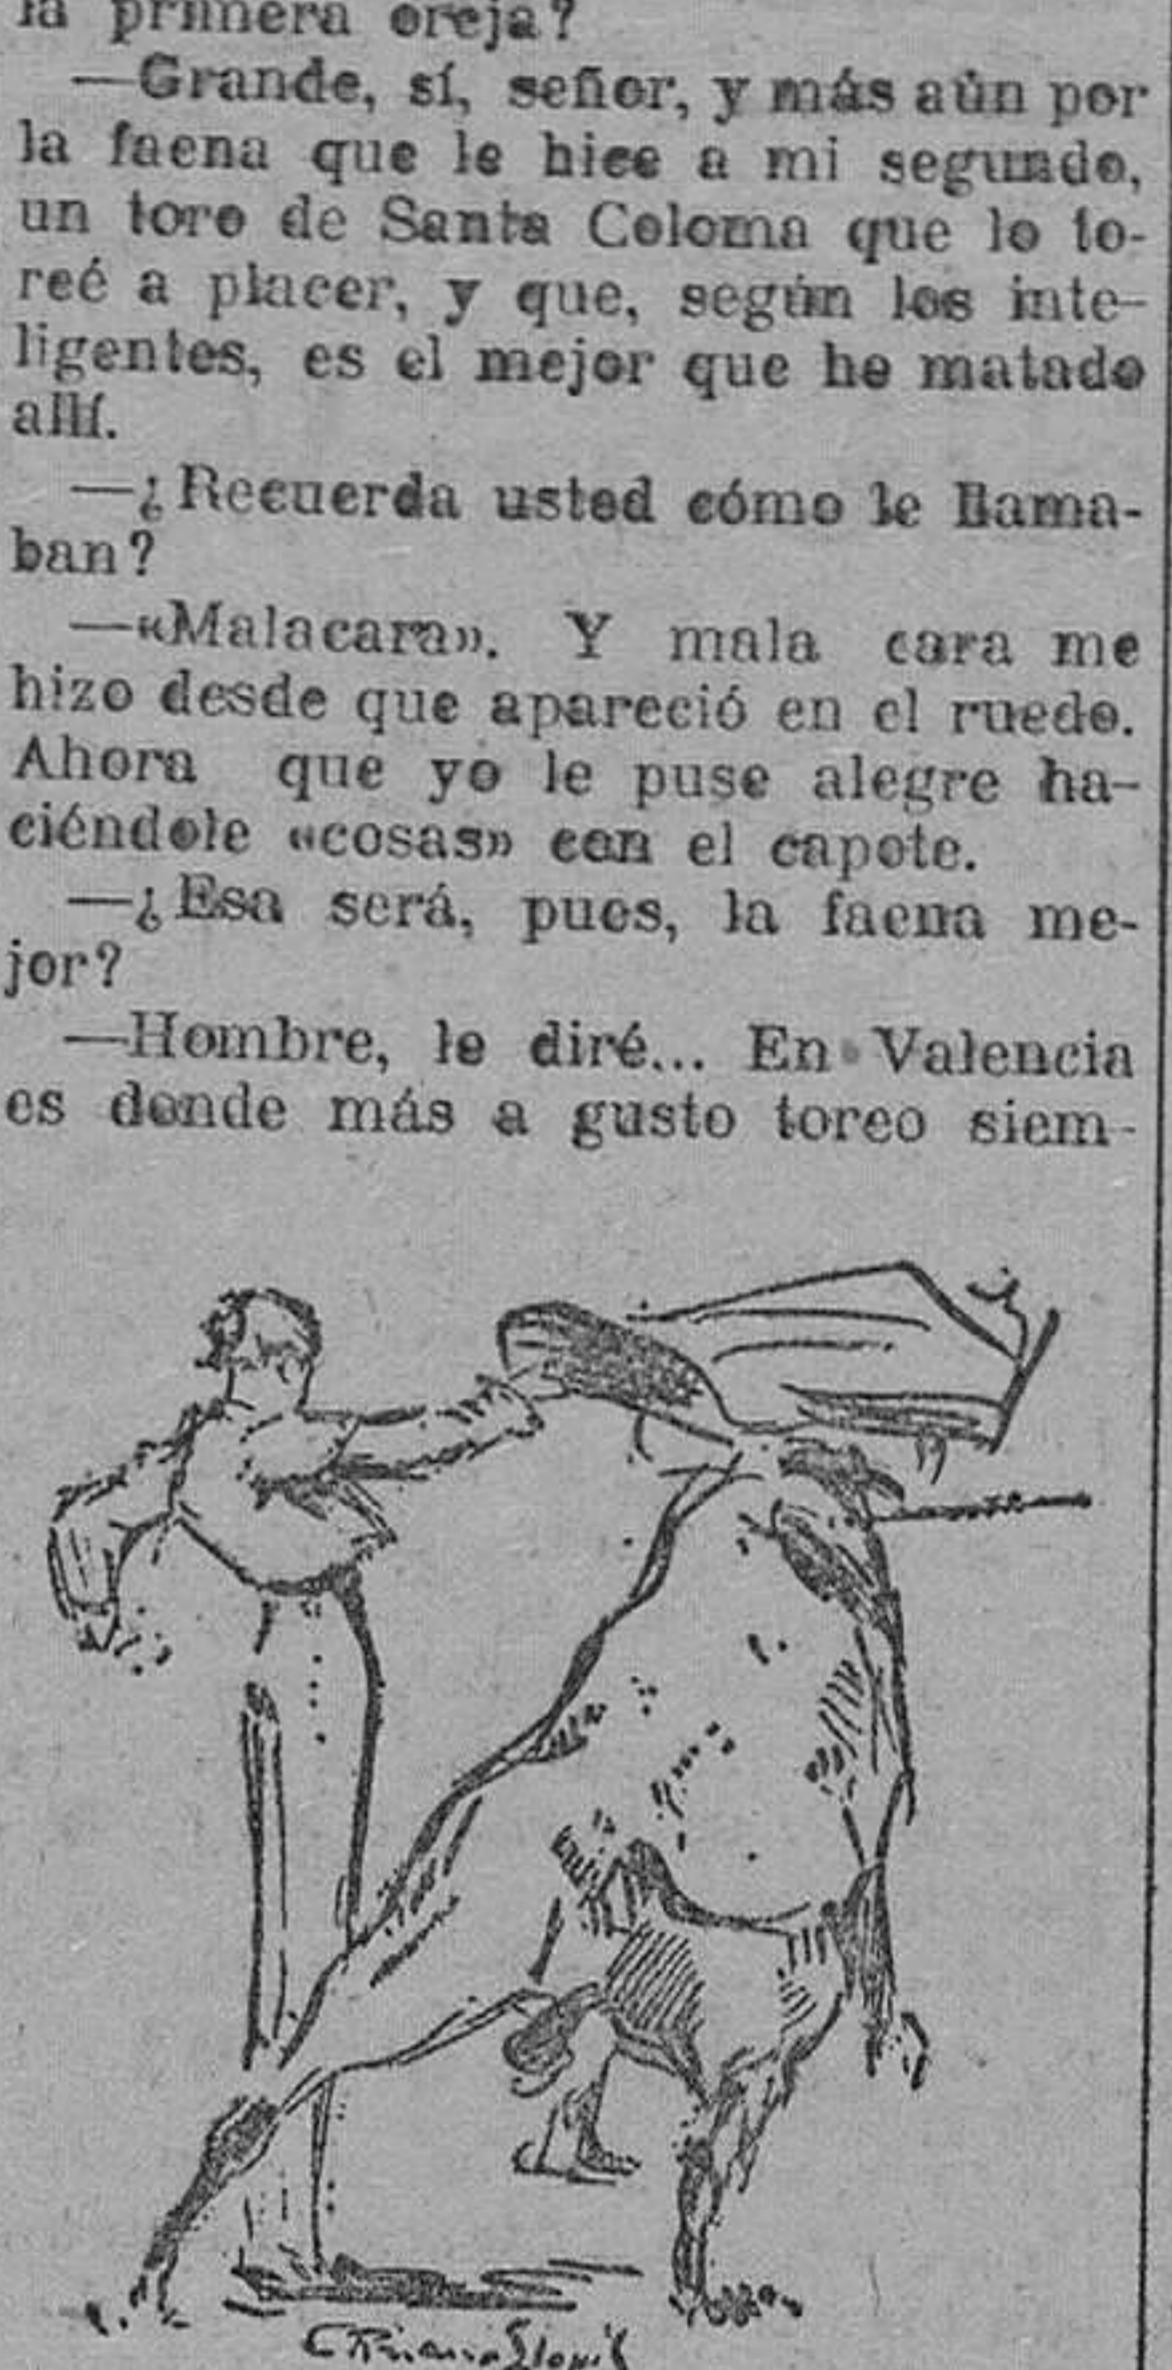 la primera oreja?
—Grande, sí, señor, y más aún por
la faena que le hice a mi segundo,
un toro de Santa Coloma que lo to-
reé a placer, y que, según los inte-
ligentes, es el mejor que he matado
allí.
—¿Recuerda usted cómo le llama-
ban?
—«Malacara». Y mala cara me
hizo desde que apareció en el ruedo.
Ahora que yo le puse alegre ha-
ciéndole «cosas» con el capote.
—¿Esa será, pues, la faena me-
jor?
—Hombre, le diré... En Valencia
es donde más a gusto toreo siem-